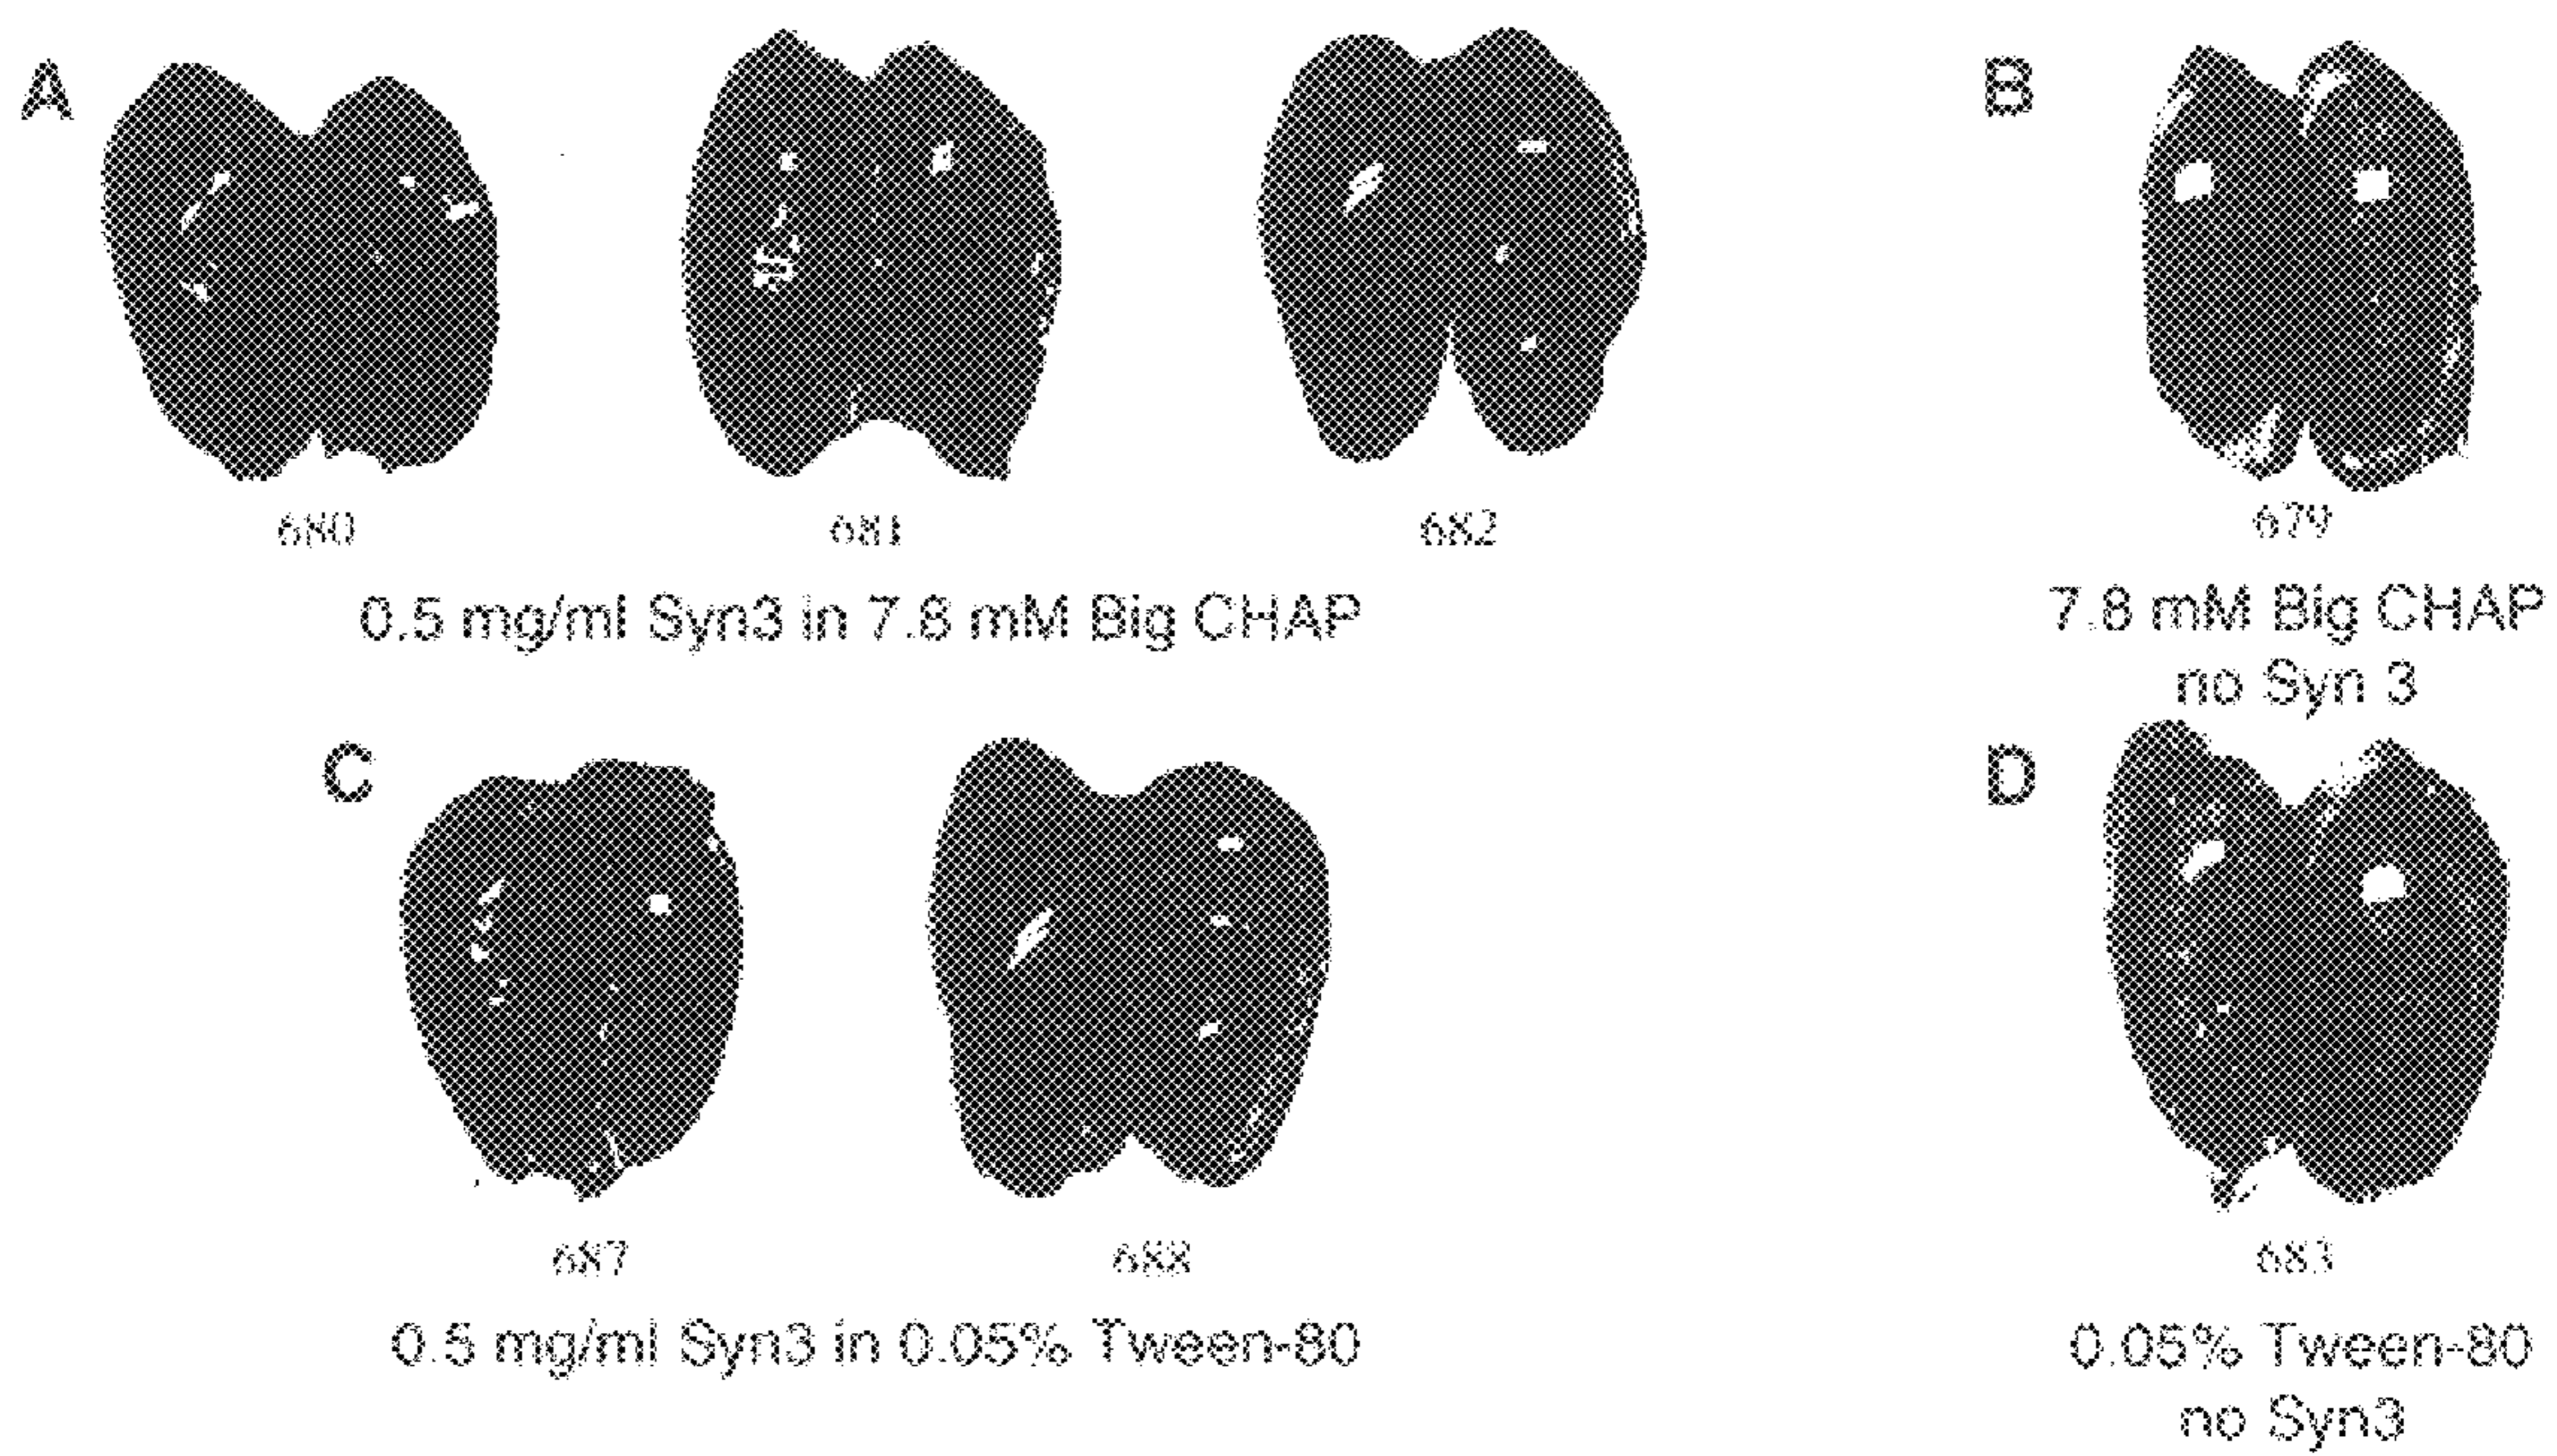 A
B
680
681
682
679
0.5 mg/ml Syn3 in 7.8 mM Big CHAP
7.8 mM Big CHAP
no Syn 3
C
D
687
688
683
0.5 mg/ml Syn3 in 0.05% Tween-80
0.05% Tween-80
no Syn3